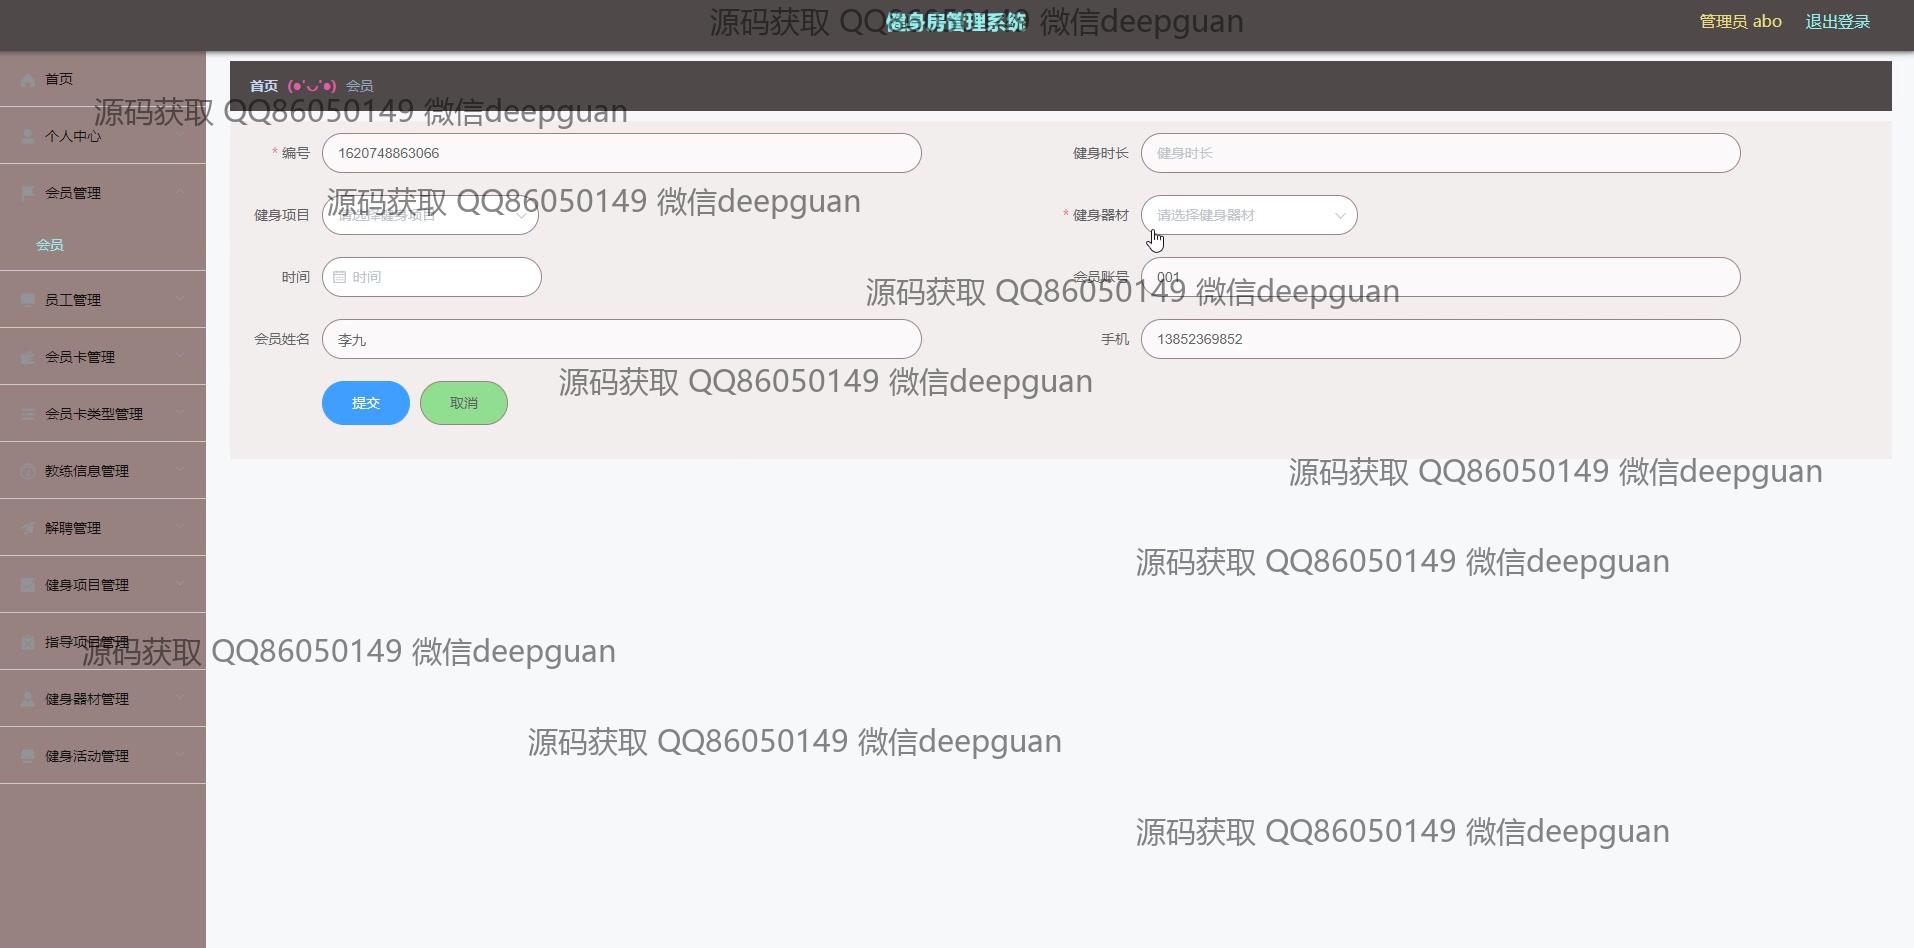 健身房管理系统
源码获取 QQ86050149 微信deepguan
管理员 abo 退出登录
首页
个人中心
会员管理
会员
员工管理
会员卡管理
会员卡类型管理
教练信息管理
解聘管理
健身项目管理
指导项目管理
健身器材管理
健身活动管理
首页 (●'◡'●) 会员
源码获取 QQ86050149 微信deepguan
* 编号 1620748863066 健身时长 健身时长
源码获取 QQ86050149 微信deepguan
健身项目 请选择健身项目 * 健身器材 请选择健身器材
时间 时间 会员账号 001
源码获取 QQ86050149 微信deepguan
会员姓名 李九 手机 13852369852
源码获取 QQ86050149 微信deepguan
提交 取消
源码获取 QQ86050149 微信deepguan
源码获取 QQ86050149 微信deepguan
源码获取 QQ86050149 微信deepguan
源码获取 QQ86050149 微信deepguan
源码获取 QQ86050149 微信deepguan